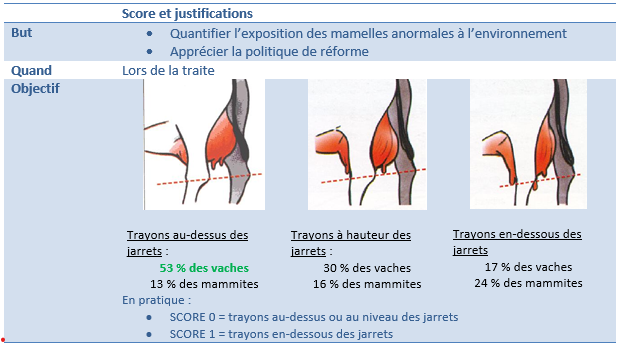 Score et justifications
But
• Quantifier l’exposition des mamelles anormales à l’environnement
• Apprécier la politique de réforme
Quand
Lors de la traite
Objectif
Trayons au-dessus des
jarrets :
53 % des vaches
13 % des mammites
Trayons à hauteur des
jarrets :
30 % des vaches
16 % des mammites
Trayons en-dessous des
jarrets
17 % des vaches
24 % des mammites
En pratique :
• SCORE 0 = trayons au-dessus ou au niveau des jarrets
• SCORE 1 = trayons en-dessous des jarrets